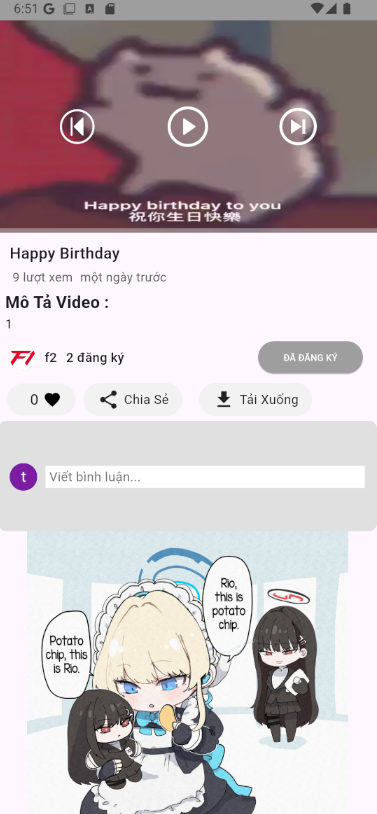 6:51
Happy birthday to you
祝你生日快樂
Happy Birthday
9 lượt xem một ngày trước
Mô Tả Video :
1
F1 f2 2 đăng ký
ĐÃ ĐĂNG KÝ
0 Chia Sẻ Tải Xuống
t Viết bình luận...
Rio,
this is
potato
chip.
Potato
chip, this
is Rio.